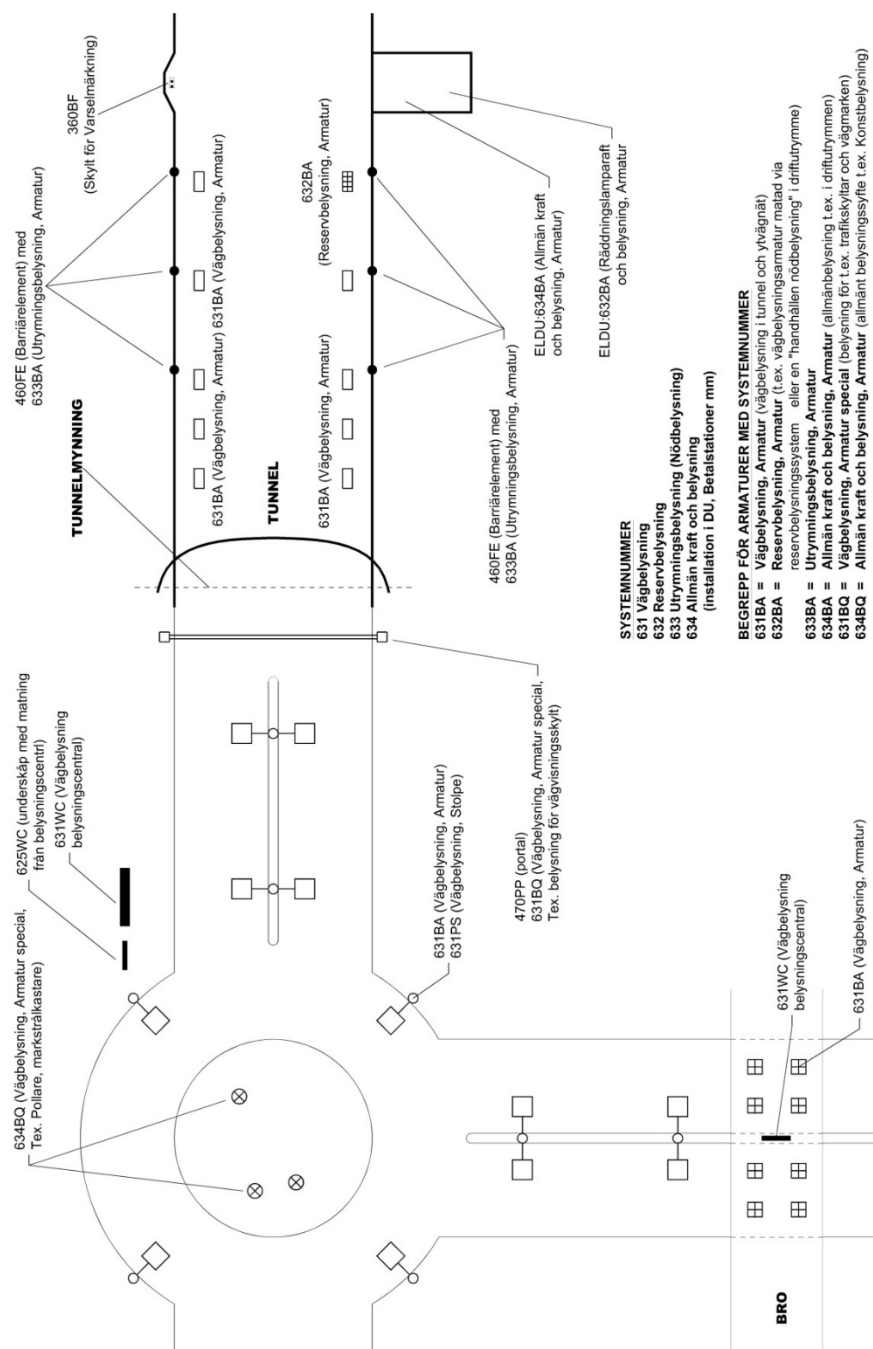 634BQ (Vägbelysning, Armatur special,
Tex. Pollare, markstrålkastare)
625WC (underskåp med matning
från belysningscentrl)
631WC (Vägbelysning
belysningscentral)
TUNNELMYNNING
460FE (Barriärelement) med
633BA (Utrymningsbelysning, Armatur)
360BF
(Skylt för Varselmärkning)
631BA (Vägbelysning, Armatur)
631BA (Vägbelysning, Armatur)
TUNNEL
631BA (Vägbelysning, Armatur)
632BA
(Reservbelysning, Armatur)
460FE (Barriärelement) med
633BA (Utrymningsbelysning, Armatur)
ELDU:634BA (Allmän kraft
och belysning, Armatur)
ELDU:632BA (Räddningslamparaft
och belysning, Armatur
631BA (Vägbelysning, Armatur)
631PS (Vägbelysning, Stolpe)
470PP (portal)
631BQ (Vägbelysning, Armatur special,
Tex. belysning för vägvisningsskylt)
631WC (Vägbelysning
belysningscentral)
631BA (Vägbelysning, Armatur)
BRO
SYSTEMNUMMER
631 Vägbelysning
632 Reservbelysning
633 Utrymningsbelysning (Nödbelysning)
634 Allmän kraft och belysning
(installation i DU, Betalstationer mm)
BEGREPP FÖR ARMATURER MED SYSTEMNUMMER
631BA = Vägbelysning, Armatur (vägbelysning i tunnel och ytvägnät)
632BA = Reservbelysning, Armatur (t.ex. vägbelysningsarmatur matad via
reservbelysningssystem eller en "handhållen nödbelysning" i driftutrymme)
633BA = Utrymningsbelysning, Armatur
634BA = Allmän kraft och belysning, Armatur (allmänbelysning t.ex. i driftutrymmen)
631BQ = Vägbelysning, Armatur special (belysning för t.ex. trafikskyltar och vägmarken)
634BQ = Allmän kraft och belysning, Armatur (allmänt belysningssyfte t.ex. Konstbelysning)